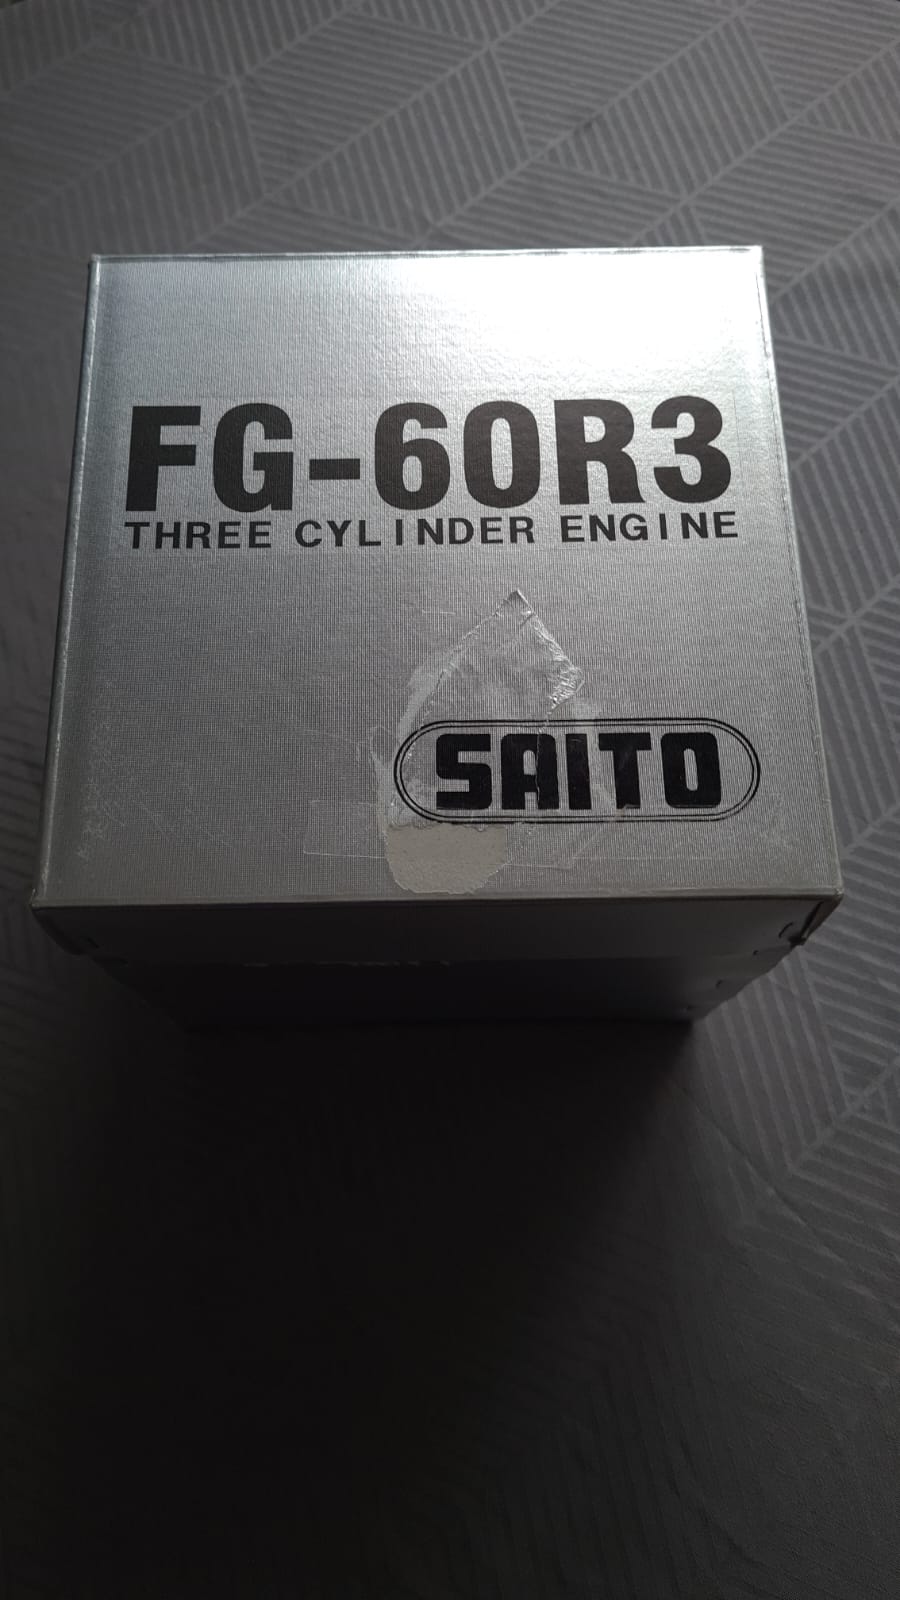 FG-60R3
THREE CYLINDER ENGINE
SAITO